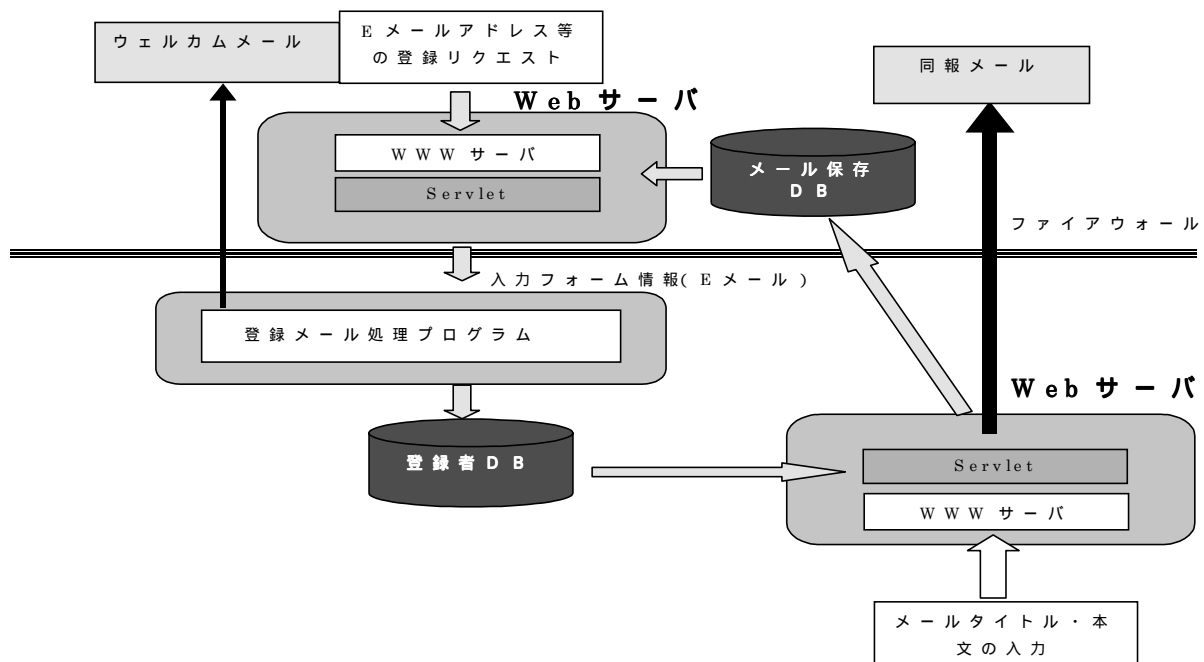 ウェルカムメール
Eメールアドレス等
の登録リクエスト
同報メール
Webサーバ
WWWサーバ
Servlet
メール保存
DB
ファイアウォール
入力フォーム情報(Eメール)
登録メール処理プログラム
Webサーバ
登録者DB
Servlet
WWWサーバ
メールタイトル・本
文の入力